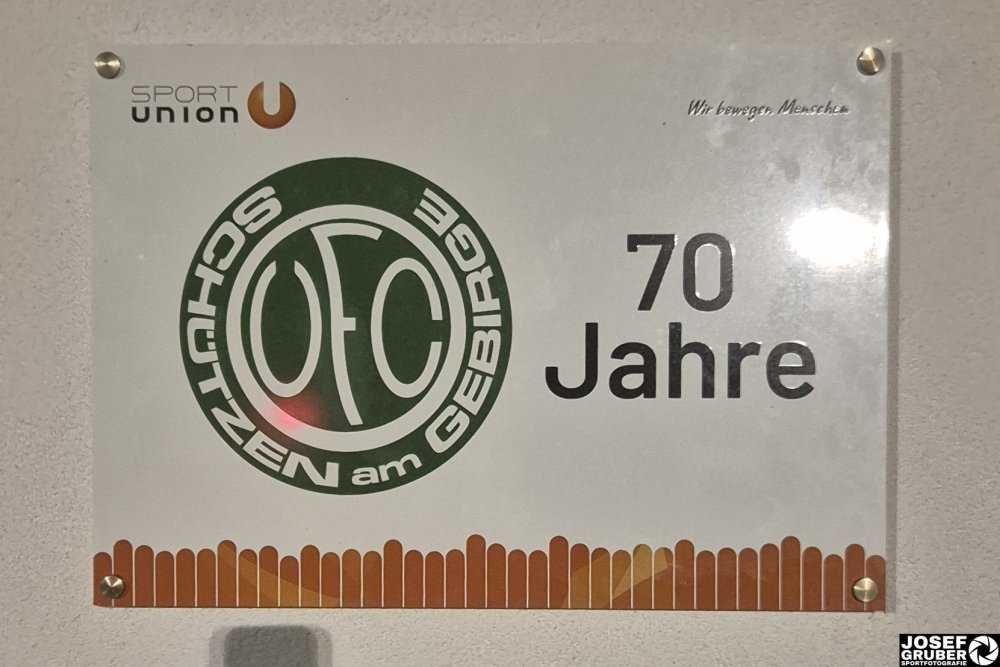 SPORT
union
Wir bewegen Menschen
SCHÜTZEN am GEBIRGE
UFC
70
Jahre
JOSEF
GRUBER
SPORTFOTOGRAFIE